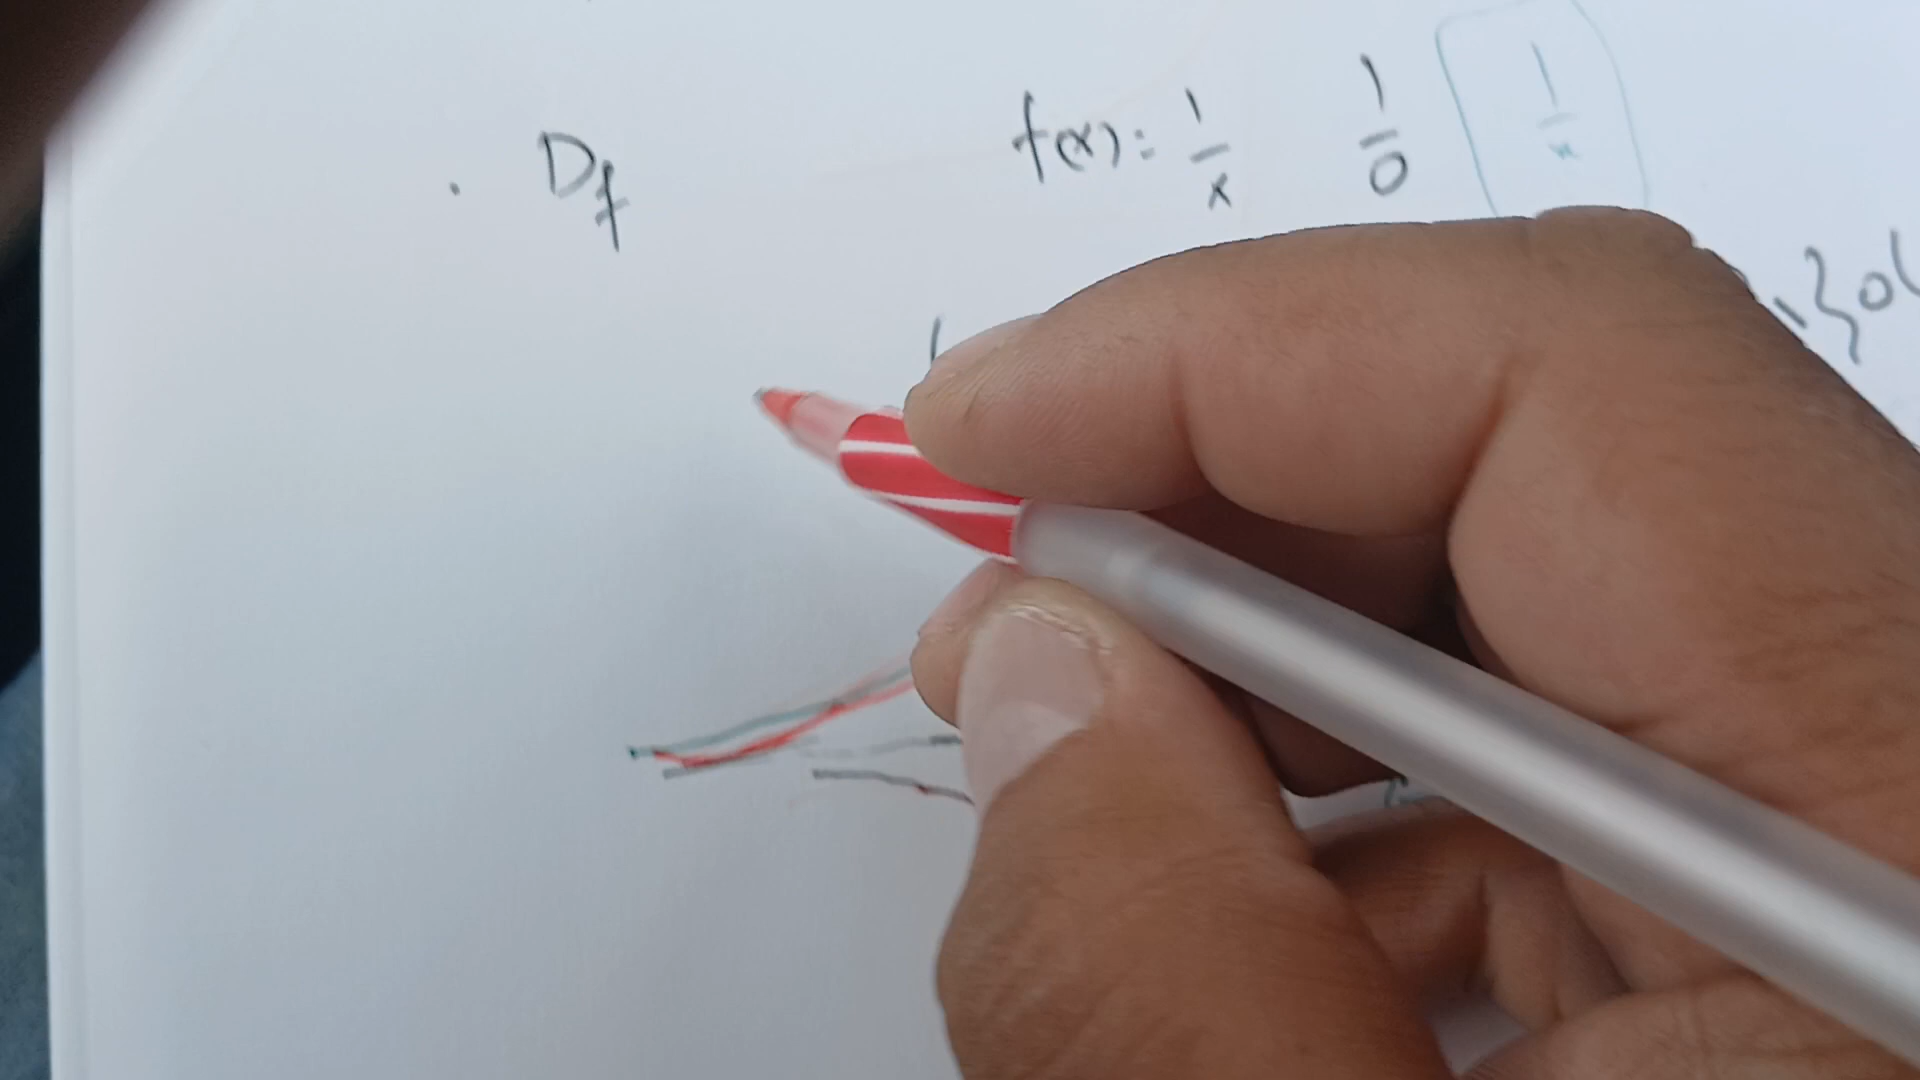 . Df f(x) = 1/x 1/0 1/x